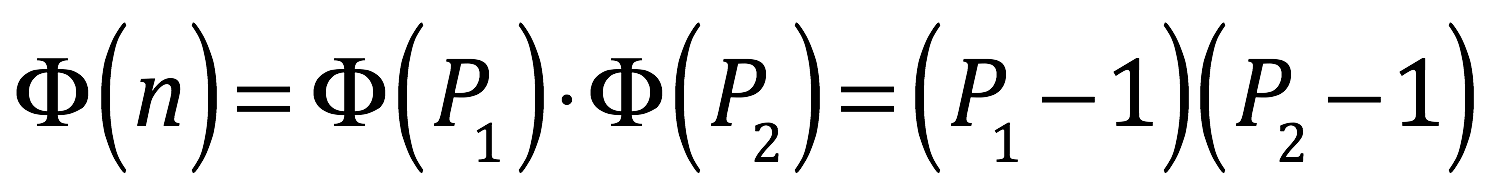 Φ(n) = Φ(P₁)·Φ(P₂) = (P₁ − 1)(P₂ − 1)